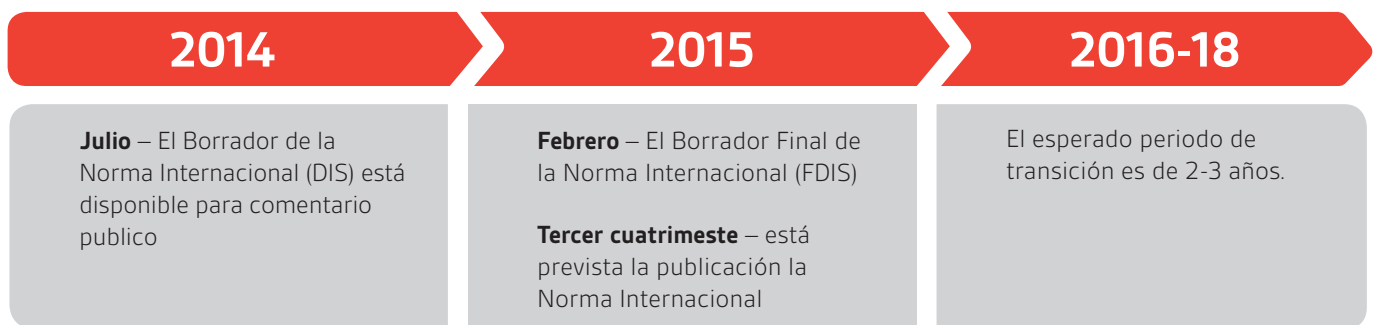 2014
2015
2016-18
Julio – El Borrador de la
Norma Internacional (DIS) está
disponible para comentario
publico
Febrero – El Borrador Final de
la Norma Internacional (FDIS)
Tercer cuatrimeste – está
prevista la publicación la
Norma Internacional
El esperado periodo de
transición es de 2-3 años.